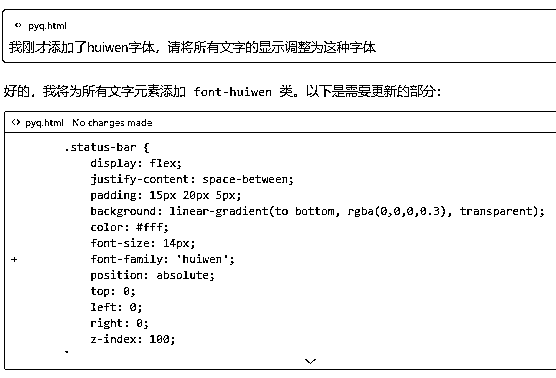 <> pyq.html
我刚才添加了huiwen字体，请将所有文字的显示调整为这种字体
好的，我将为所有文字元素添加 font-huiwen 类。以下是需要更新的部分：
<> pyq.html No changes made
.status-bar {
display: flex;
justify-content: space-between;
padding: 15px 20px 5px;
background: linear-gradient(to bottom, rgba(0,0,0,0.3), transparent);
color: #fff;
font-size: 14px;
+ font-family: 'huiwen';
position: absolute;
top: 0;
left: 0;
right: 0;
z-index: 100;